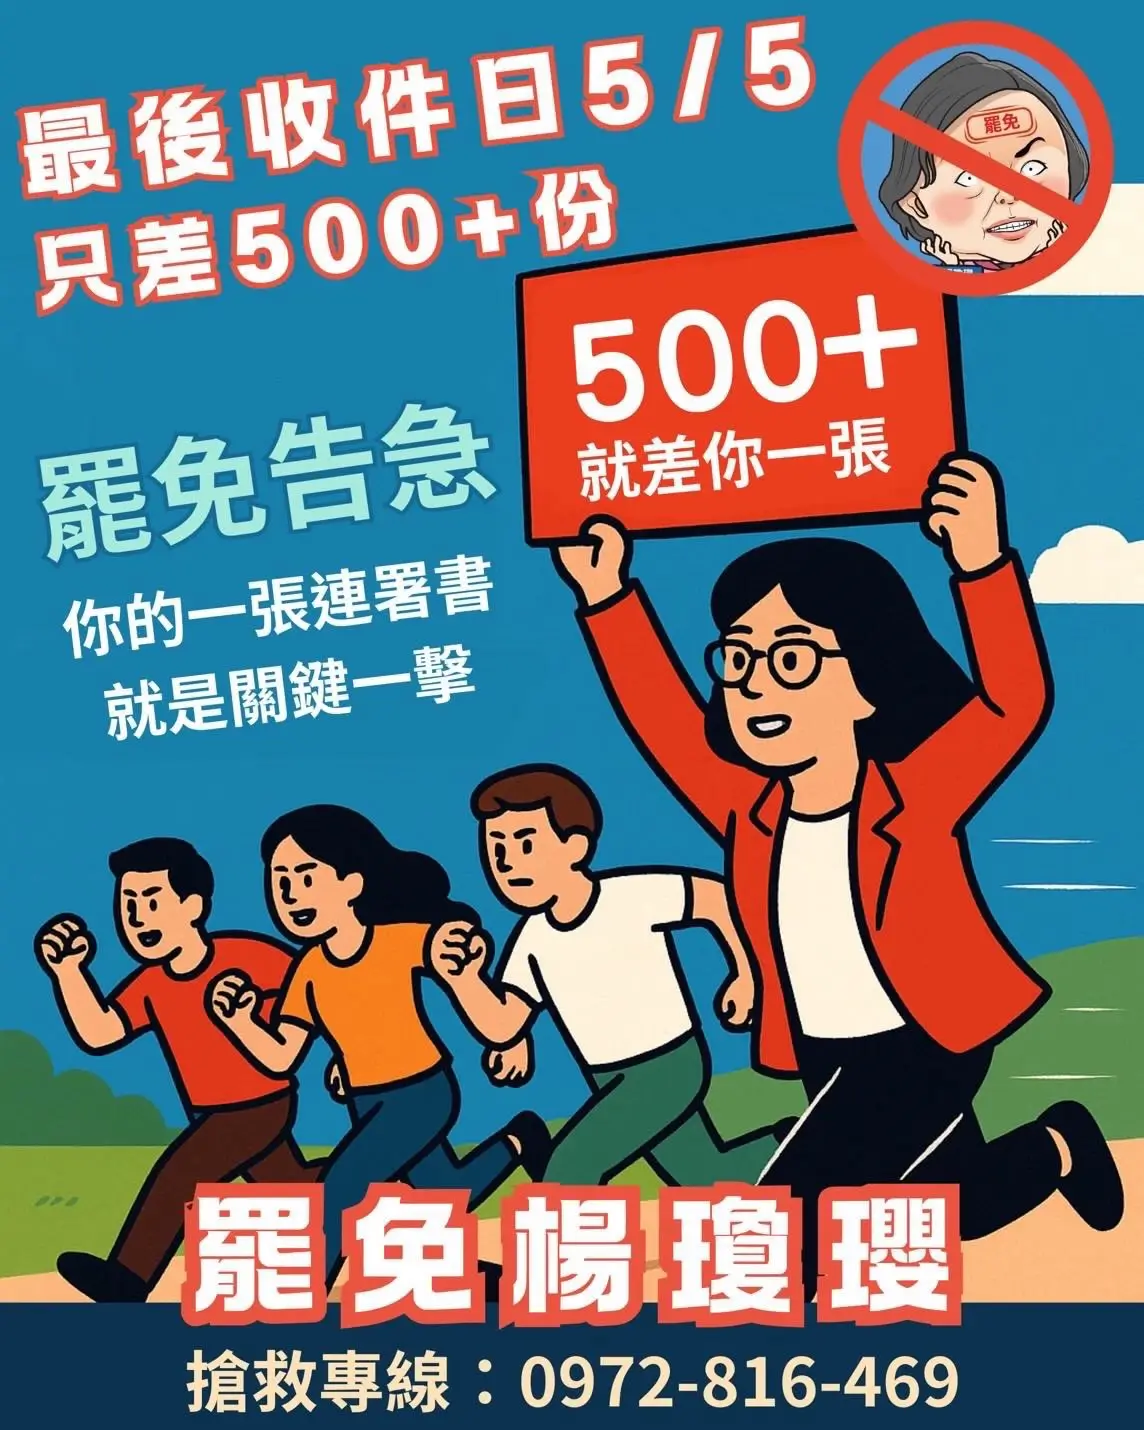 最後收件日5/5
只差500+份
罷免
500+
就差你一張
罷免告急
你的一張連署書
就是關鍵一擊
罷免楊瓊瓔
搶救專線：0972-816-469